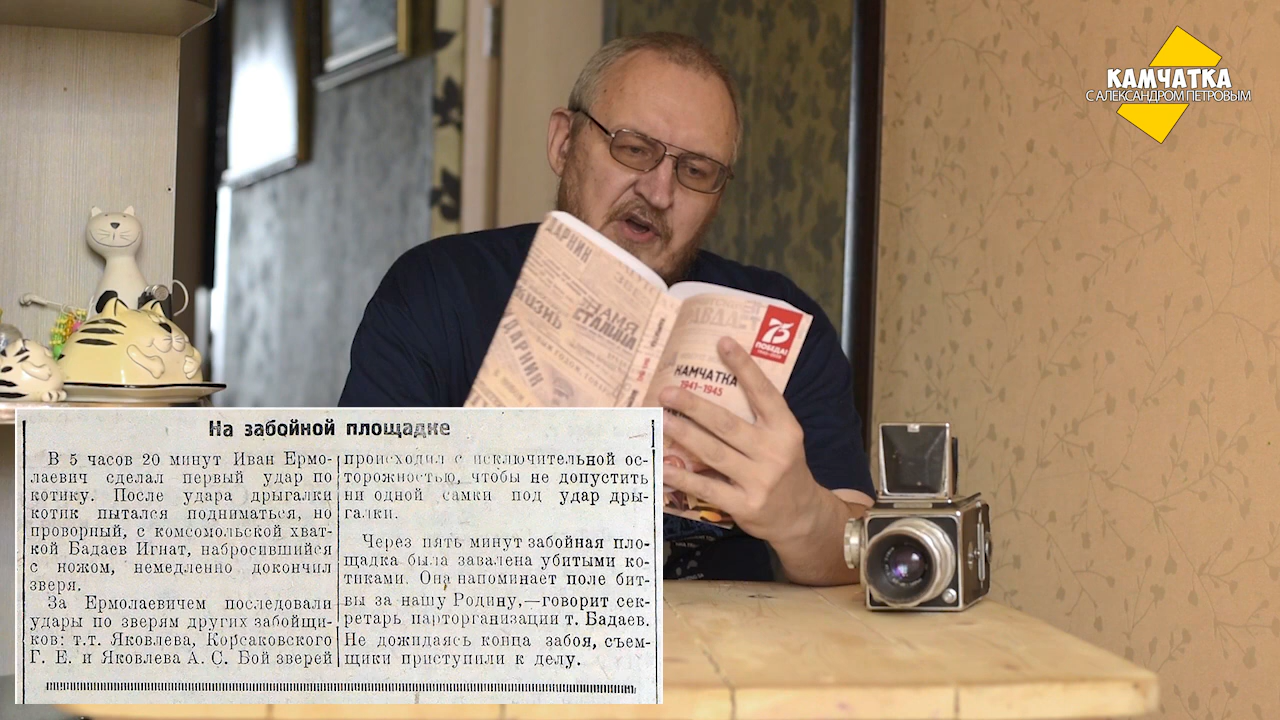 КАМЧАТКА
С АЛЕКСАНДРОМ ПЕТРОВЫМ
ДАРНИК
ЗНАМЯ
СТАЛИНА
УДАРНИК
75
ПОБЕДА!
КАМЧАТКА
1941-1945
На забойной площадке
В 5 часов 20 минут Иван Ермо-
лаевич сделал первый удар по
котику. После удара дрыгалки
котик пытался подниматься, но
проворный, с комсомольской хват-
кой Бадаев Игнат, набросившийся
с ножом, немедленно докончил
зверя.
За Ермолаевичем последовали
удары по зверям других забойщи-
ков: т.т. Яковлева, Корсаковского
Г. Е. и Яковлева А. С. Бой зверей
происходил с исключительной ос-
торожностью, чтобы не допустить
ни одной самки под удар дры-
галки.
Через пять минут забойная пло-
щадка была завалена убитыми ко-
тиками. Она напоминает поле бит-
вы за нашу Родину,—говорит сек-
ретарь парторганизации т. Бадаев.
Не дожидаясь конца забоя, съем-
щики приступили к делу.